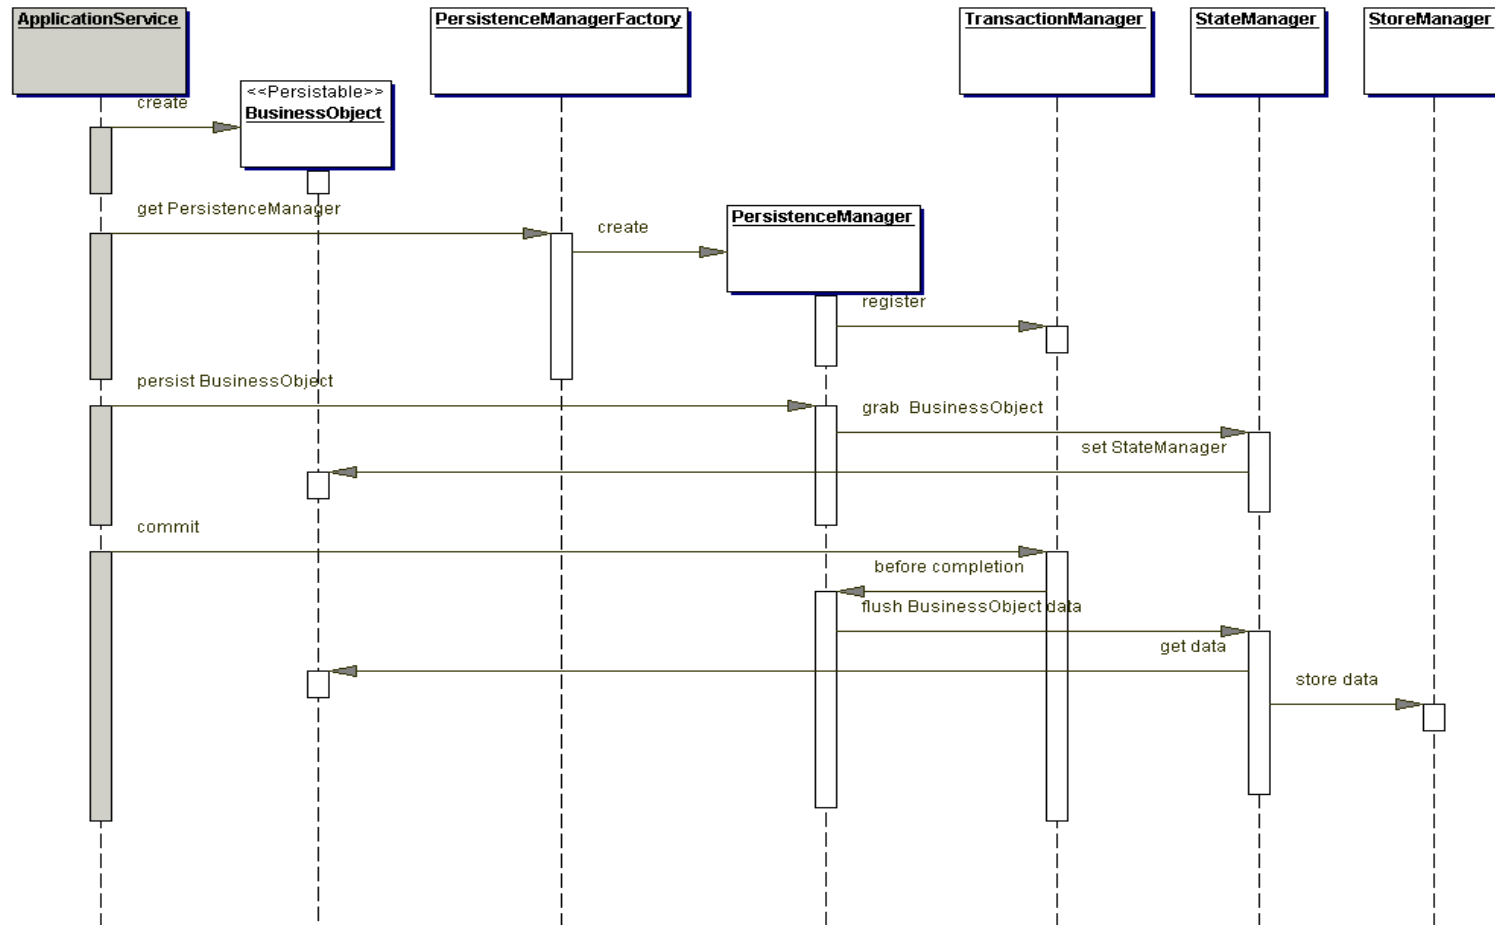 ApplicationService
PersistenceManagerFactory
TransactionManager
StateManager
StoreManager
create
<<Persistable>>
BusinessObject
get PersistenceManager
create
PersistenceManager
register
persist BusinessObject
grab BusinessObject
set StateManager
commit
before completion
flush BusinessObject data
get data
store data